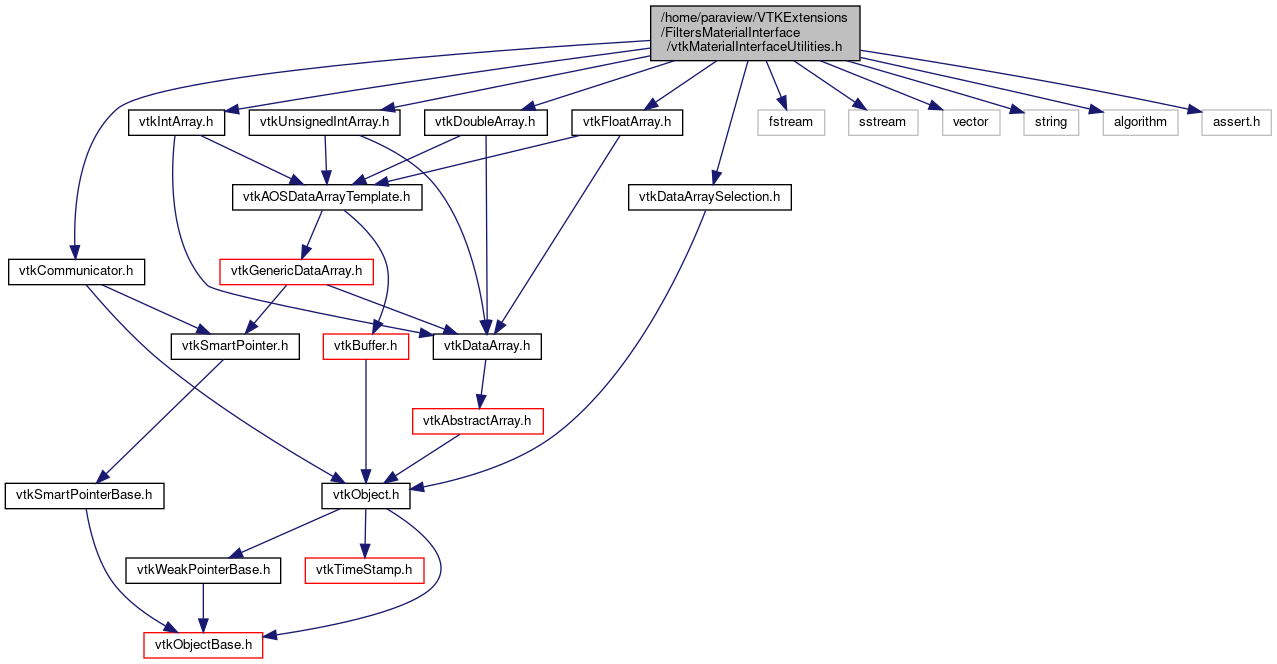 /home/paraview/VTKExtensions
/FiltersMaterialInterface
/vtkMaterialInterfaceUtilities.h
vtkIntArray.h
vtkUnsignedIntArray.h
vtkDoubleArray.h
vtkFloatArray.h
fstream
sstream
vector
string
algorithm
assert.h
vtkAOSDataArrayTemplate.h
vtkDataArraySelection.h
vtkCommunicator.h
vtkGenericDataArray.h
vtkSmartPointer.h
vtkBuffer.h
vtkDataArray.h
vtkAbstractArray.h
vtkSmartPointerBase.h
vtkObject.h
vtkWeakPointerBase.h
vtkTimeStamp.h
vtkObjectBase.h